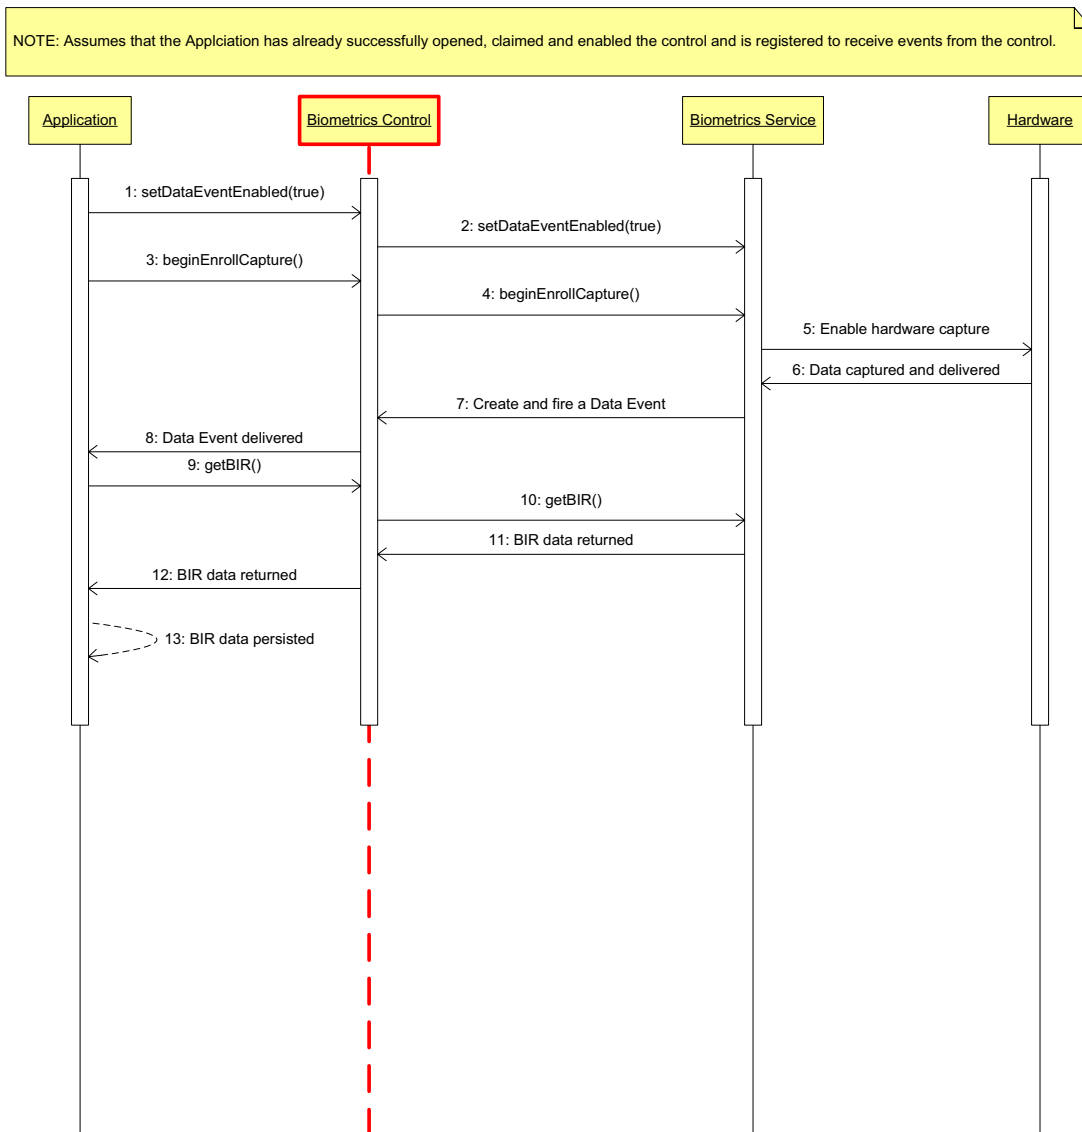 NOTE: Assumes that the Applciation has already successfully opened, claimed and enabled the control and is registered to receive events from the control.
Application
Biometrics Control
Biometrics Service
Hardware
1: setDataEventEnabled(true)
2: setDataEventEnabled(true)
3: beginEnrollCapture()
4: beginEnrollCapture()
5: Enable hardware capture
6: Data captured and delivered
7: Create and fire a Data Event
8: Data Event delivered
9: getBIR()
10: getBIR()
11: BIR data returned
12: BIR data returned
13: BIR data persisted